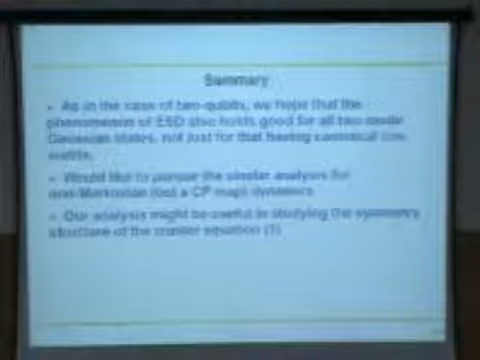 Summary
- As in the case of two-qubits, we hope that the
phenomenon of ESD also holds good for all two mode
Gaussian states, not just for that having canonical cov.
matrix.
- Would like to pursue the similar analysis for
non-Markovian (but a CP map) dynamics
- Our analysis might be useful in studying the symmetry
structure of the master equation (1)